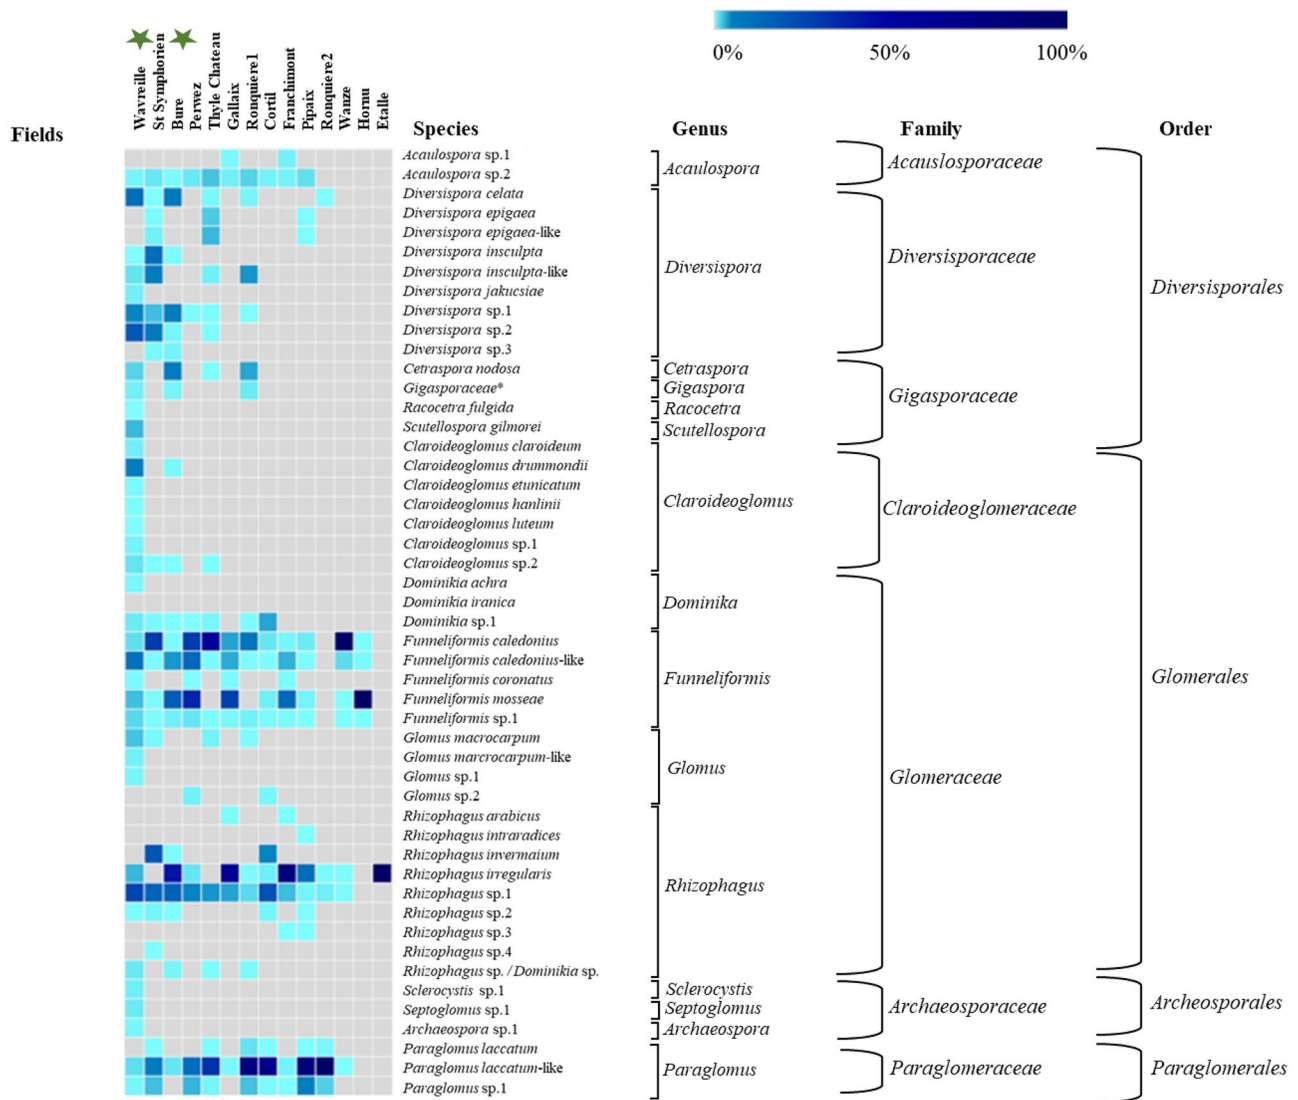 0% 50% 100%
Wavreille
St Symphorien
Bure
Perwez
Thyle Chateau
Gallaix
Ronquiere1
Cortil
Franchimont
Pipaix
Ronquiere2
Wanze
Hornu
Etalle
Fields Species Genus Family Order
Acaulospora sp.1
Acaulospora sp.2
Diversispora celata
Diversispora epigaea
Diversispora epigaea-like
Diversispora insculpta
Diversispora insculpta-like
Diversispora jakucsiae
Diversispora sp.1
Diversispora sp.2
Diversispora sp.3
Cetraspora nodosa
Gigasporaceae*
Racocetra fulgida
Scutellospora gilmorei
Claroideoglomus claroideum
Claroideoglomus drummondii
Claroideoglomus etunicatum
Claroideoglomus hanlinii
Claroideoglomus luteum
Claroideoglomus sp.1
Claroideoglomus sp.2
Dominikia achra
Dominikia iranica
Dominikia sp.1
Funneliformis caledonius
Funneliformis caledonius-like
Funneliformis coronatus
Funneliformis mosseae
Funneliformis sp.1
Glomus macrocarpum
Glomus marcrocarpum-like
Glomus sp.1
Glomus sp.2
Rhizophagus arabicus
Rhizophagus intraradices
Rhizophagus invermaium
Rhizophagus irregularis
Rhizophagus sp.1
Rhizophagus sp.2
Rhizophagus sp.3
Rhizophagus sp.4
Rhizophagus sp. / Dominikia sp.
Sclerocystis sp.1
Septoglomus sp.1
Archaeospora sp.1
Paraglomus laccatum
Paraglomus laccatum-like
Paraglomus sp.1
Acaulospora
Diversispora
Cetraspora
Gigaspora
Racocetra
Scutellospora
Claroideoglomus
Dominika
Funneliformis
Glomus
Rhizophagus
Sclerocystis
Septoglomus
Archaeospora
Paraglomus
Acauslosporaceae
Diversisporaceae
Gigasporaceae
Claroideoglomeraceae
Glomeraceae
Archaeosporaceae
Paraglomeraceae
Diversisporales
Glomerales
Archeosporales
Paraglomerales